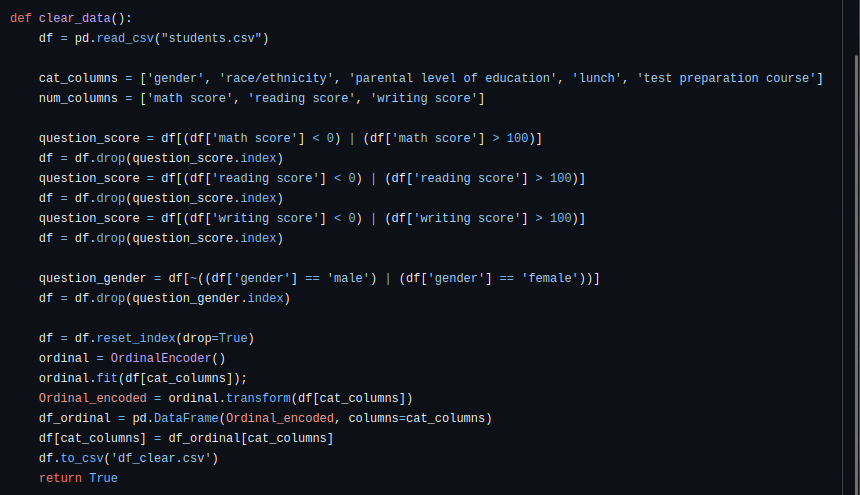 def clear_data():
    df = pd.read_csv("students.csv")

    cat_columns = ['gender', 'race/ethnicity', 'parental level of education', 'lunch', 'test preparation course']
    num_columns = ['math score', 'reading score', 'writing score']

    question_score = df[(df['math score'] < 0) | (df['math score'] > 100)]
    df = df.drop(question_score.index)
    question_score = df[(df['reading score'] < 0) | (df['reading score'] > 100)]
    df = df.drop(question_score.index)
    question_score = df[(df['writing score'] < 0) | (df['writing score'] > 100)]
    df = df.drop(question_score.index)

    question_gender = df[~((df['gender'] == 'male') | (df['gender'] == 'female'))]
    df = df.drop(question_gender.index)

    df = df.reset_index(drop=True)
    ordinal = OrdinalEncoder()
    ordinal.fit(df[cat_columns]);
    Ordinal_encoded = ordinal.transform(df[cat_columns])
    df_ordinal = pd.DataFrame(Ordinal_encoded, columns=cat_columns)
    df[cat_columns] = df_ordinal[cat_columns]
    df.to_csv('df_clear.csv')
    return True